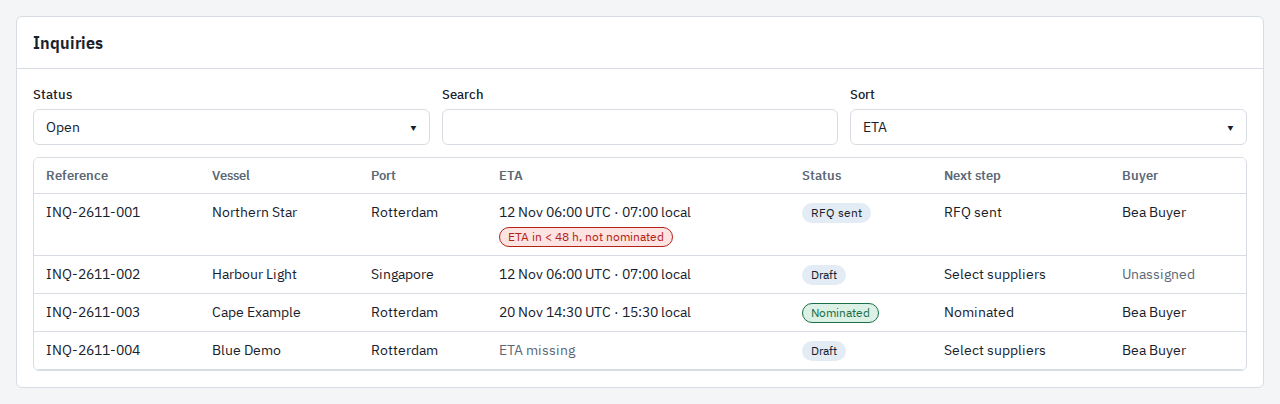 Inquiries
Status Search Sort
Open ETA
Reference Vessel Port ETA Status Next step Buyer
INQ-2611-001 Northern Star Rotterdam 12 Nov 06:00 UTC · 07:00 local RFQ sent RFQ sent Bea Buyer
ETA in < 48 h, not nominated
INQ-2611-002 Harbour Light Singapore 12 Nov 06:00 UTC · 07:00 local Draft Select suppliers Unassigned
INQ-2611-003 Cape Example Rotterdam 20 Nov 14:30 UTC · 15:30 local Nominated Nominated Bea Buyer
INQ-2611-004 Blue Demo Rotterdam ETA missing Draft Select suppliers Bea Buyer